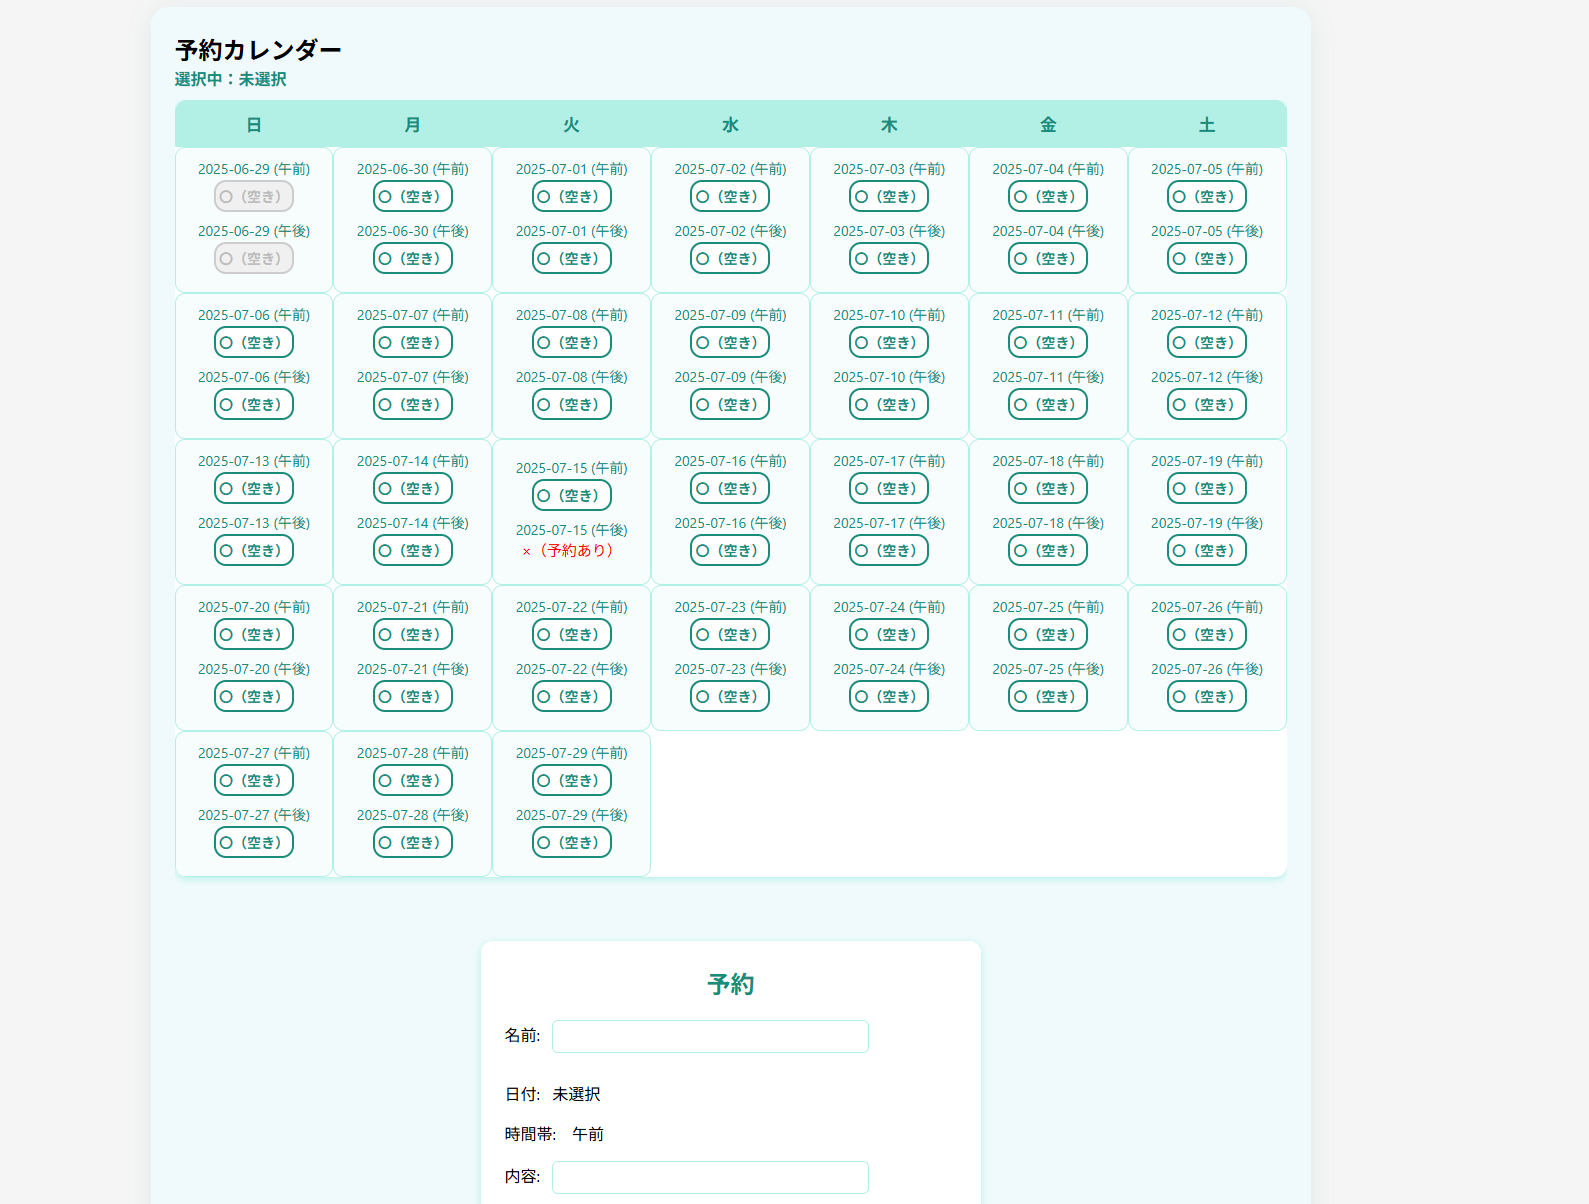 予約カレンダー
選択中：未選択
日 月 火 水 木 金 土
2025-06-29 (午前) 2025-06-30 (午前) 2025-07-01 (午前) 2025-07-02 (午前) 2025-07-03 (午前) 2025-07-04 (午前) 2025-07-05 (午前)
○（空き） ○（空き） ○（空き） ○（空き） ○（空き） ○（空き） ○（空き）
2025-06-29 (午後) 2025-06-30 (午後) 2025-07-01 (午後) 2025-07-02 (午後) 2025-07-03 (午後) 2025-07-04 (午後) 2025-07-05 (午後)
○（空き） ○（空き） ○（空き） ○（空き） ○（空き） ○（空き） ○（空き）
2025-07-06 (午前) 2025-07-07 (午前) 2025-07-08 (午前) 2025-07-09 (午前) 2025-07-10 (午前) 2025-07-11 (午前) 2025-07-12 (午前)
○（空き） ○（空き） ○（空き） ○（空き） ○（空き） ○（空き） ○（空き）
2025-07-06 (午後) 2025-07-07 (午後) 2025-07-08 (午後) 2025-07-09 (午後) 2025-07-10 (午後) 2025-07-11 (午後) 2025-07-12 (午後)
○（空き） ○（空き） ○（空き） ○（空き） ○（空き） ○（空き） ○（空き）
2025-07-13 (午前) 2025-07-14 (午前) 2025-07-15 (午前) 2025-07-16 (午前) 2025-07-17 (午前) 2025-07-18 (午前) 2025-07-19 (午前)
○（空き） ○（空き） ○（空き） ○（空き） ○（空き） ○（空き） ○（空き）
2025-07-13 (午後) 2025-07-14 (午後) 2025-07-15 (午後) 2025-07-16 (午後) 2025-07-17 (午後) 2025-07-18 (午後) 2025-07-19 (午後)
○（空き） ○（空き） ×（予約あり） ○（空き） ○（空き） ○（空き） ○（空き）
2025-07-20 (午前) 2025-07-21 (午前) 2025-07-22 (午前) 2025-07-23 (午前) 2025-07-24 (午前) 2025-07-25 (午前) 2025-07-26 (午前)
○（空き） ○（空き） ○（空き） ○（空き） ○（空き） ○（空き） ○（空き）
2025-07-20 (午後) 2025-07-21 (午後) 2025-07-22 (午後) 2025-07-23 (午後) 2025-07-24 (午後) 2025-07-25 (午後) 2025-07-26 (午後)
○（空き） ○（空き） ○（空き） ○（空き） ○（空き） ○（空き） ○（空き）
2025-07-27 (午前) 2025-07-28 (午前) 2025-07-29 (午前)
○（空き） ○（空き） ○（空き）
2025-07-27 (午後) 2025-07-28 (午後) 2025-07-29 (午後)
○（空き） ○（空き） ○（空き）
予約
名前:
日付: 未選択
時間帯: 午前
内容: